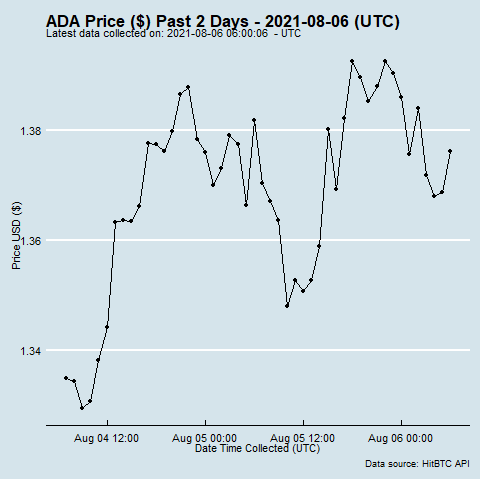 ADA Price ($) Past 2 Days - 2021-08-06 (UTC)
Latest data collected on: 2021-08-06 06:00:06 - UTC
1.38
1.36
1.34
Price USD ($)
Aug 04 12:00
Aug 05 00:00
Aug 05 12:00
Aug 06 00:00
Date Time Collected (UTC)
Data source: HitBTC API